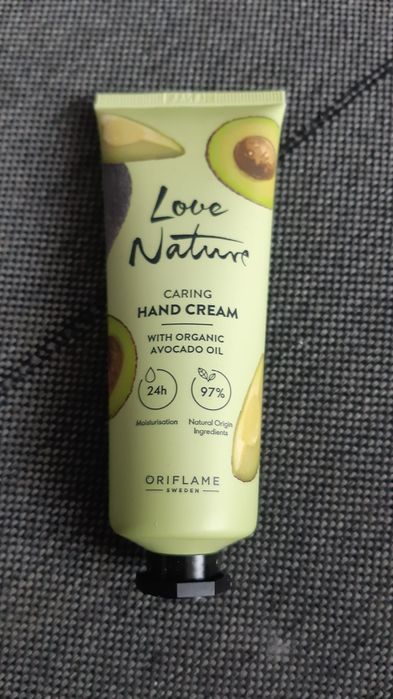 Love
Nature
CARING
HAND CREAM
WITH ORGANIC
AVOCADO OIL
24h
97%
Moisturisation
Natural Origin
Ingredients
ORIFLAME
SWEDEN